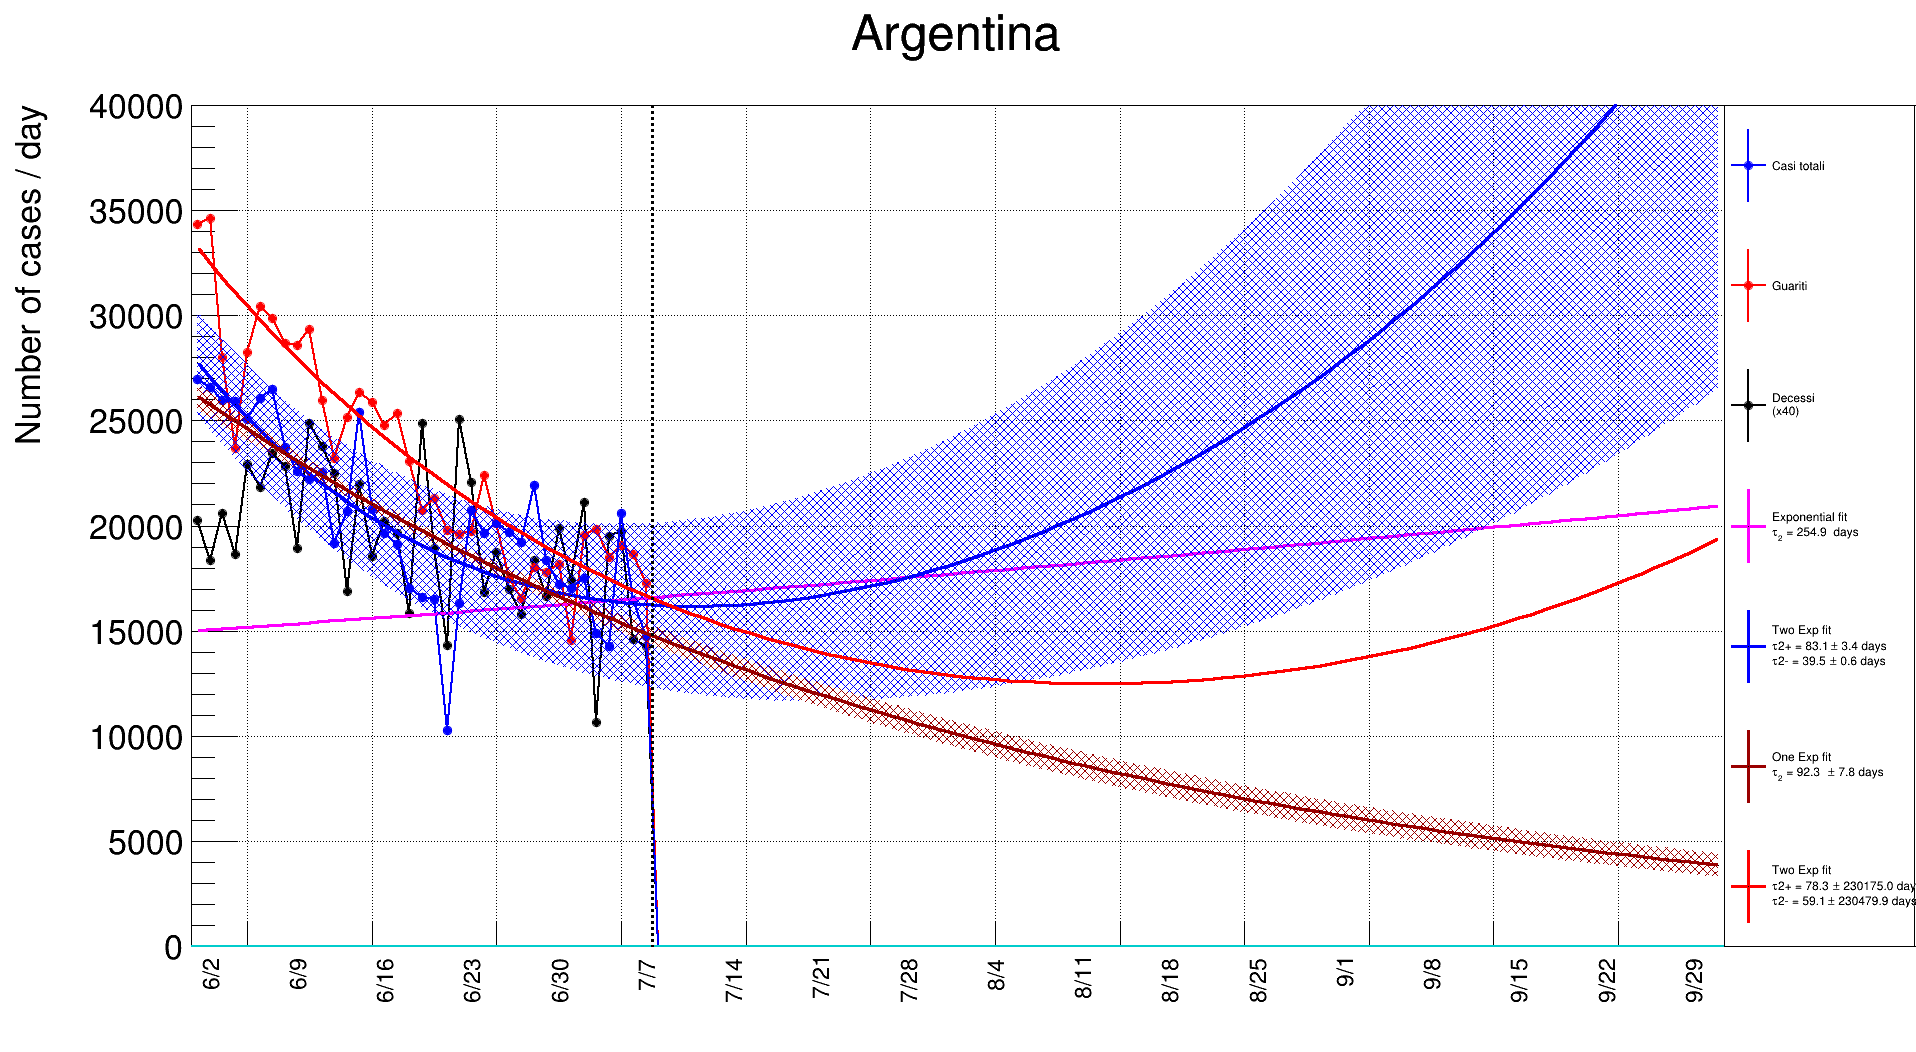 Argentina
Number of cases / day
40000
35000
30000
25000
20000
15000
10000
5000
0
6/2
6/9
6/16
6/23
6/30
7/7
7/14
7/21
7/28
8/4
8/11
8/18
8/25
9/1
9/8
9/15
9/22
9/29
Casi totali
Guariti
Decessi
(x40)
Exponential fit
τ2 = 254.9 days
Two Exp fit
τ2+ = 83.1 ± 3.4 days
τ2- = 39.5 ± 0.6 days
One Exp fit
τ2 = 92.3 ± 7.8 days
Two Exp fit
τ2+ = 78.3 ± 230175.0 day
τ2- = 59.1 ± 230479.9 days